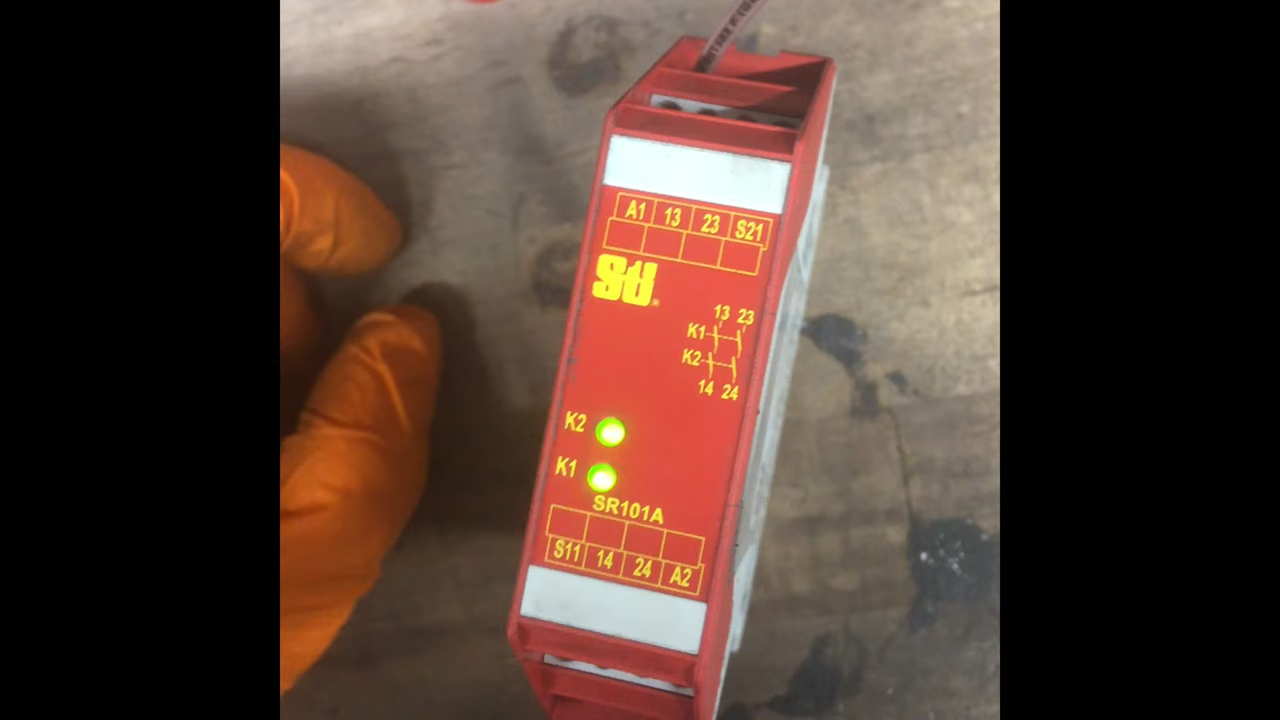 A1 13 23 S21
STI
13 23
K1
K2
14 24
K2
K1
SR101A
S11 14 24 A2